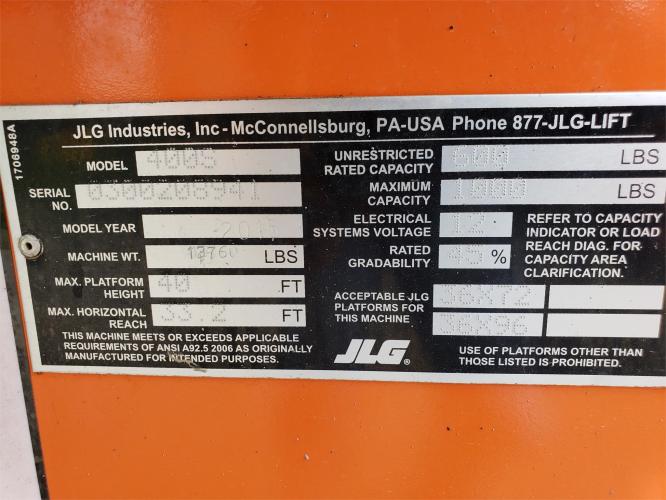 1706948A
JLG Industries, Inc - McConnellsburg, PA-USA Phone 877-JLG-LIFT
MODEL 400S
SERIAL NO. 0300208941
MODEL YEAR
MACHINE WT. LBS
MAX. PLATFORM HEIGHT 40 FT
MAX. HORIZONTAL REACH 33.2 FT
THIS MACHINE MEETS OR EXCEEDS APPLICABLE
REQUIREMENTS OF ANSI A92.5 2006 AS ORIGINALLY
MANUFACTURED FOR INTENDED PURPOSES.
UNRESTRICTED RATED CAPACITY 600 LBS
MAXIMUM CAPACITY 1000 LBS
ELECTRICAL SYSTEMS VOLTAGE 12
RATED GRADABILITY 45 %
REFER TO CAPACITY
INDICATOR OR LOAD
REACH DIAG. FOR
CAPACITY AREA
CLARIFICATION.
ACCEPTABLE JLG
PLATFORMS FOR
THIS MACHINE
36X72
36X96
JLG®
USE OF PLATFORMS OTHER THAN
THOSE LISTED IS PROHIBITED.